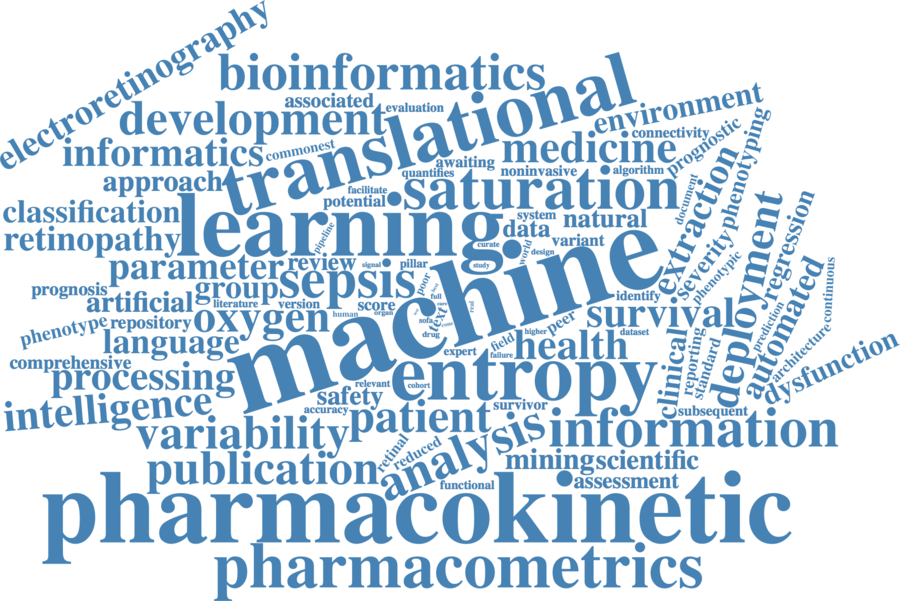 electroretinography
bioinformatics
associated
development
evaluation
translational
environment
informatics
commonest
medicine
connectivity
prognostic
phenotyping
awaiting
quantifies
noninvasive
algorithm
approach
facilitate
potential
saturation
document
extraction
classification
learning
system
data
natural
retinopathy
pipeline
curate
world
design
variant
severity
deployment
regression
parameter
review
signal
pillar
study
machine
phenotypic
prognosis
group
sepsis
poor
full
artificial
literature
version
score
identify
continuous
phenotype
repository
oxygen
human
organ
sofa
text
survival
automated
prediction
language
drug
field
higher
peer
dataset
comprehensive
expert
failure
health
clinical
reporting
standard
architecture
dysfunction
processing
relevant
cohort
entropy
safety
intelligence
accuracy
patient
survivor
subsequent
variability
analysis
information
retinal
reduced
publication
mining
scientific
functional
assessment
pharmacokinetic
pharmacometrics